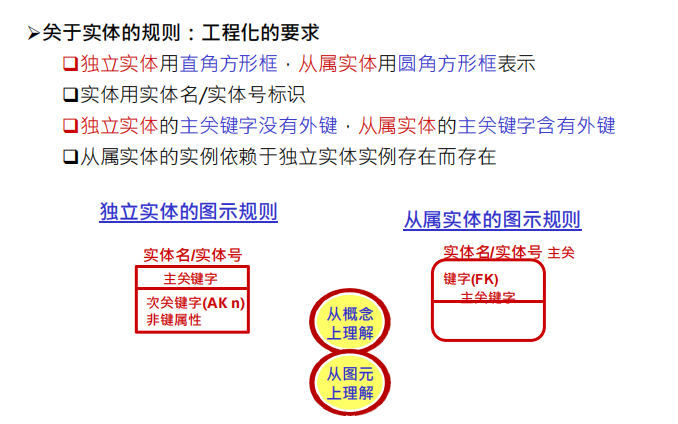 ➢关于实体的规则：工程化的要求
❑独立实体用直角方形框，从属实体用圆角方形框表示
❑实体用实体名/实体号标识
❑独立实体的主关键字没有外键，从属实体的主关键字含有外键
❑从属实体的实例依赖于独立实体实例存在而存在
独立实体的图示规则
从属实体的图示规则
实体名/实体号
主关键字
次关键字(AK n)
非键属性
实体名/实体号 主关
键字(FK)
主关键字
从概念
上理解
从图元
上理解